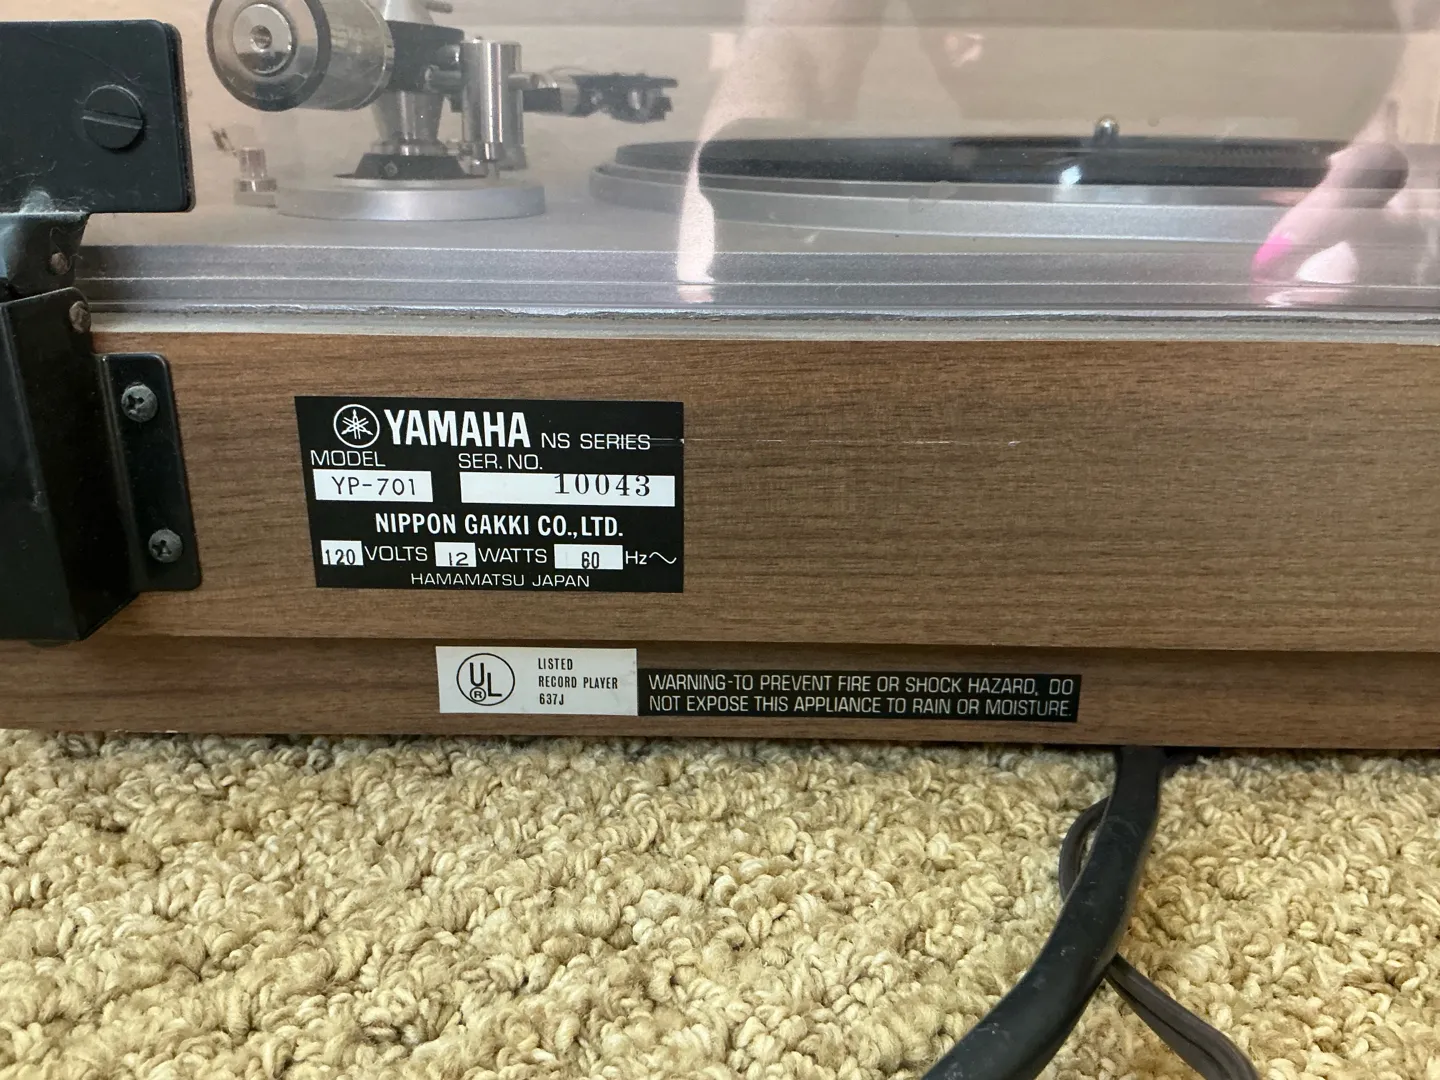 YAMAHA NS SERIES
MODEL SER. NO.
YP-701 10043
NIPPON GAKKI CO., LTD.
120 VOLTS 12 WATTS 60 Hz~
HAMAMATSU JAPAN
UL ®
LISTED
RECORD PLAYER
637J
WARNING-TO PREVENT FIRE OR SHOCK HAZARD, DO
NOT EXPOSE THIS APPLIANCE TO RAIN OR MOISTURE.